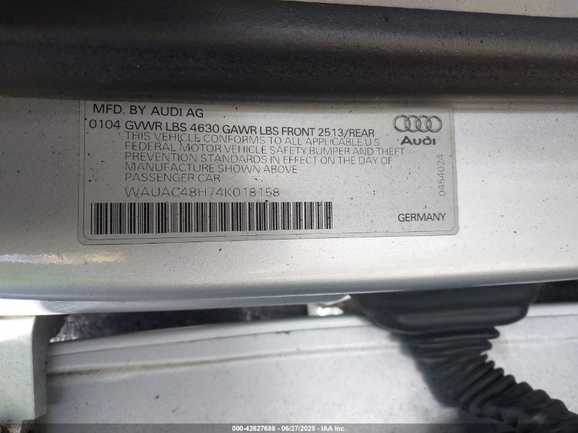 MFD. BY AUDI AG
0104 GVWR LBS 4630 GAWR LBS FRONT 2513/REAR
THIS VEHICLE CONFORMS TO ALL APPLICABLE U.S.
FEDERAL MOTOR VEHICLE SAFETY BUMPER AND THEFT
PREVENTION STANDARDS IN EFFECT ON THE DAY OF
MANUFACTURE SHOWN ABOVE
PASSENGER CAR
WAUAC48H74K018158
Audi
0454024
GERMANY
000-42627688 - 06/27/2025 - IAA Inc.